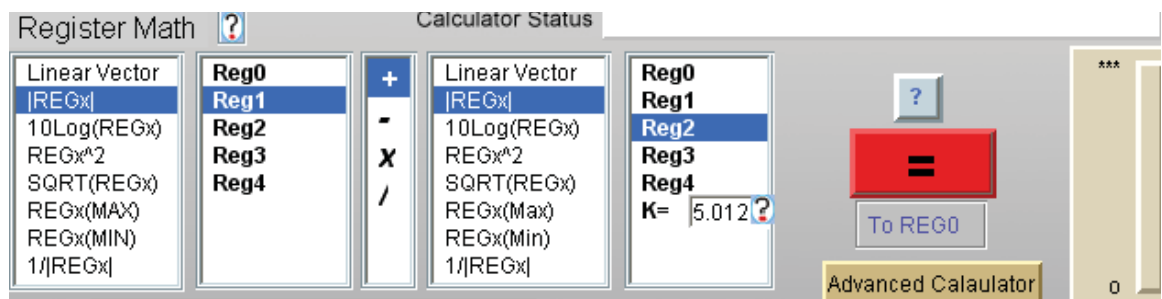 Register Math ? Calculator Status
Linear Vector
|REGx|
10Log(REGx)
REGx^2
SQRT(REGx)
REGx(MAX)
REGx(MIN)
1/|REGx|
Reg0
Reg1
Reg2
Reg3
Reg4
+
-
x
/
Linear Vector
|REGx|
10Log(REGx)
REGx^2
SQRT(REGx)
REGx(Max)
REGx(Min)
1/|REGx|
Reg0
Reg1
Reg2
Reg3
Reg4
K= 5.012 ?
?
=
To REG0
Advanced Calaulator
***
0